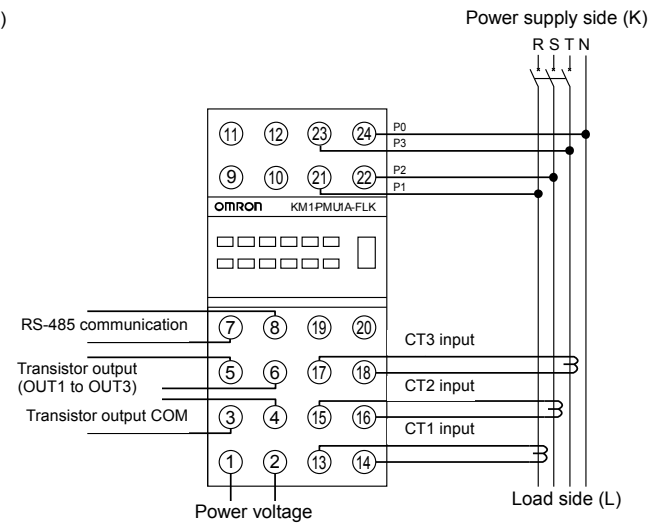 )
Power supply side (K)
R S T N
11 12 23 24 P0
P3
9 10 21 22 P2
P1
OMRON KM1-PMU1A-FLK
RS-485 communication 7 8 19 20
CT3 input
Transistor output
(OUT1 to OUT3) 5 6 17 18
CT2 input
Transistor output COM 3 4 15 16
CT1 input
1 2 13 14
Power voltage
Load side (L)